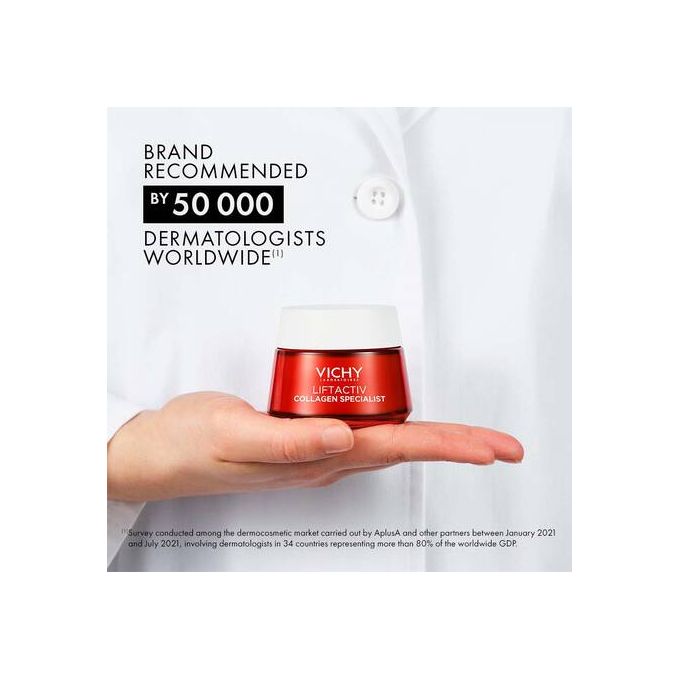 BRAND
RECOMMENDED
BY 50 000
DERMATOLOGISTS
WORLDWIDE(1)
VICHY
LABORATOIRES
LIFTACTIV
COLLAGEN SPECIALIST
(1)Survey conducted among the dermocosmetic market carried out by AplusA and other partners between January 2021
and July 2021, involving dermatologists in 34 countries representing more than 80% of the worldwide GDP.